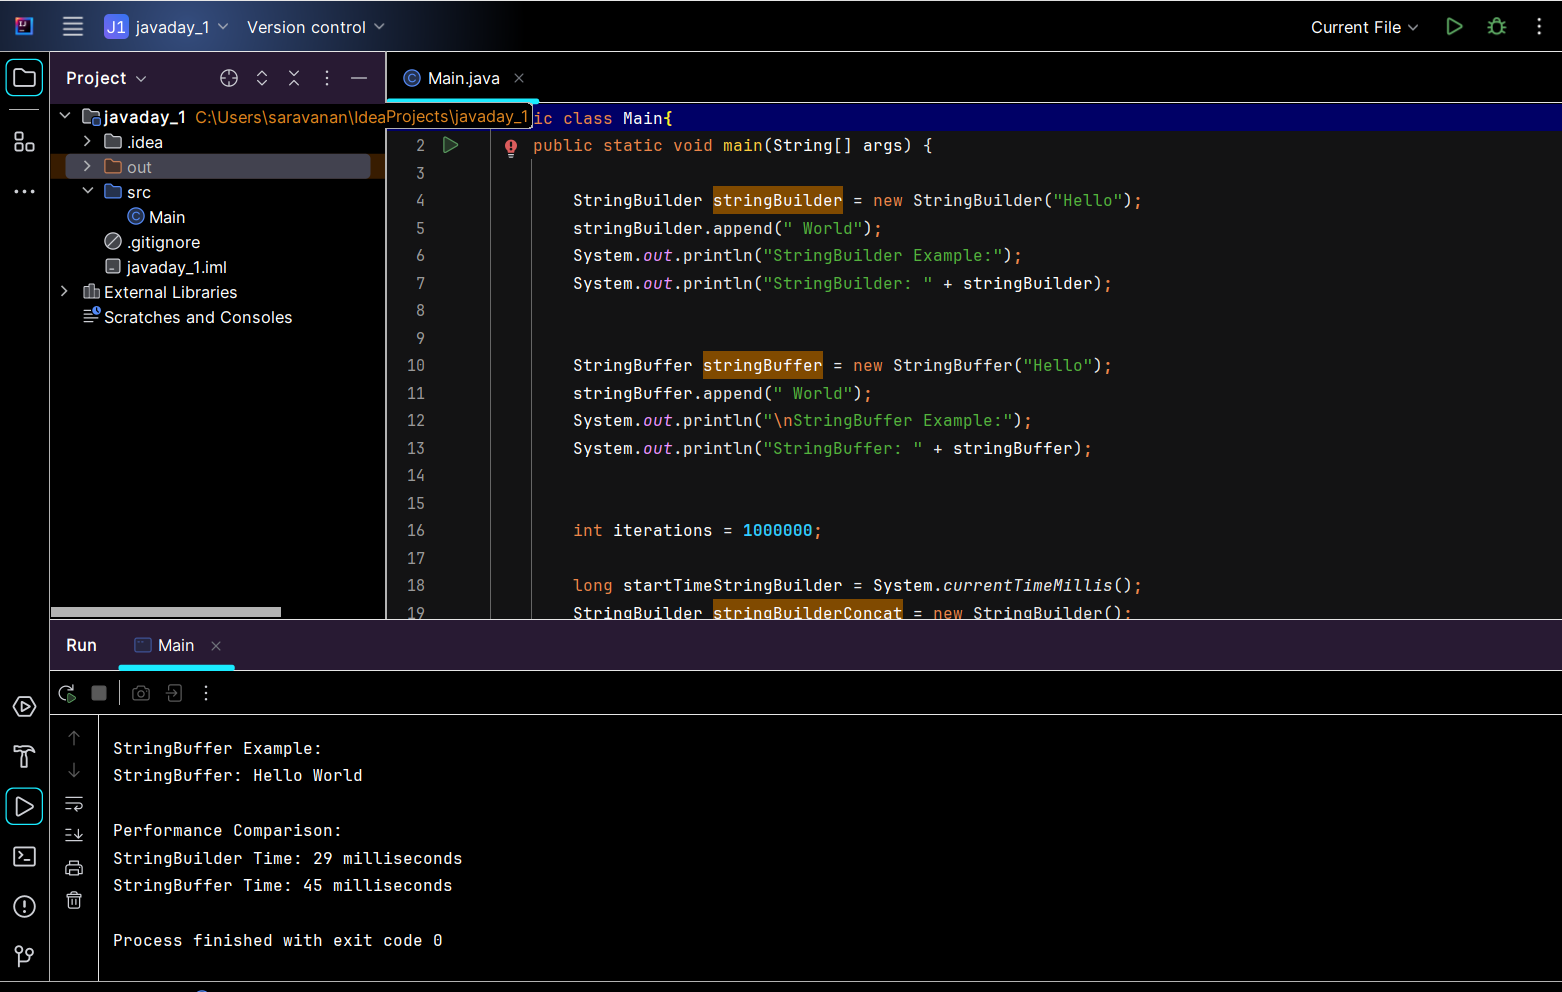 J1 javaday_1 Version control Current File
Project
Main.java
javaday_1 C:\Users\saravanan\IdeaProjects\javaday_1
.idea
out
src
Main
.gitignore
javaday_1.iml
External Libraries
Scratches and Consoles
ic class Main{
2 public static void main(String[] args) {
3
4 StringBuilder stringBuilder = new StringBuilder("Hello");
5 stringBuilder.append(" World");
6 System.out.println("StringBuilder Example:");
7 System.out.println("StringBuilder: " + stringBuilder);
8
9
10 StringBuffer stringBuffer = new StringBuffer("Hello");
11 stringBuffer.append(" World");
12 System.out.println("\nStringBuffer Example:");
13 System.out.println("StringBuffer: " + stringBuffer);
14
15
16 int iterations = 1000000;
17
18 long startTimeStringBuilder = System.currentTimeMillis();
19 StringBuilder stringBuilderConcat = new StringBuilder();
Run Main
StringBuffer Example:
StringBuffer: Hello World
Performance Comparison:
StringBuilder Time: 29 milliseconds
StringBuffer Time: 45 milliseconds
Process finished with exit code 0